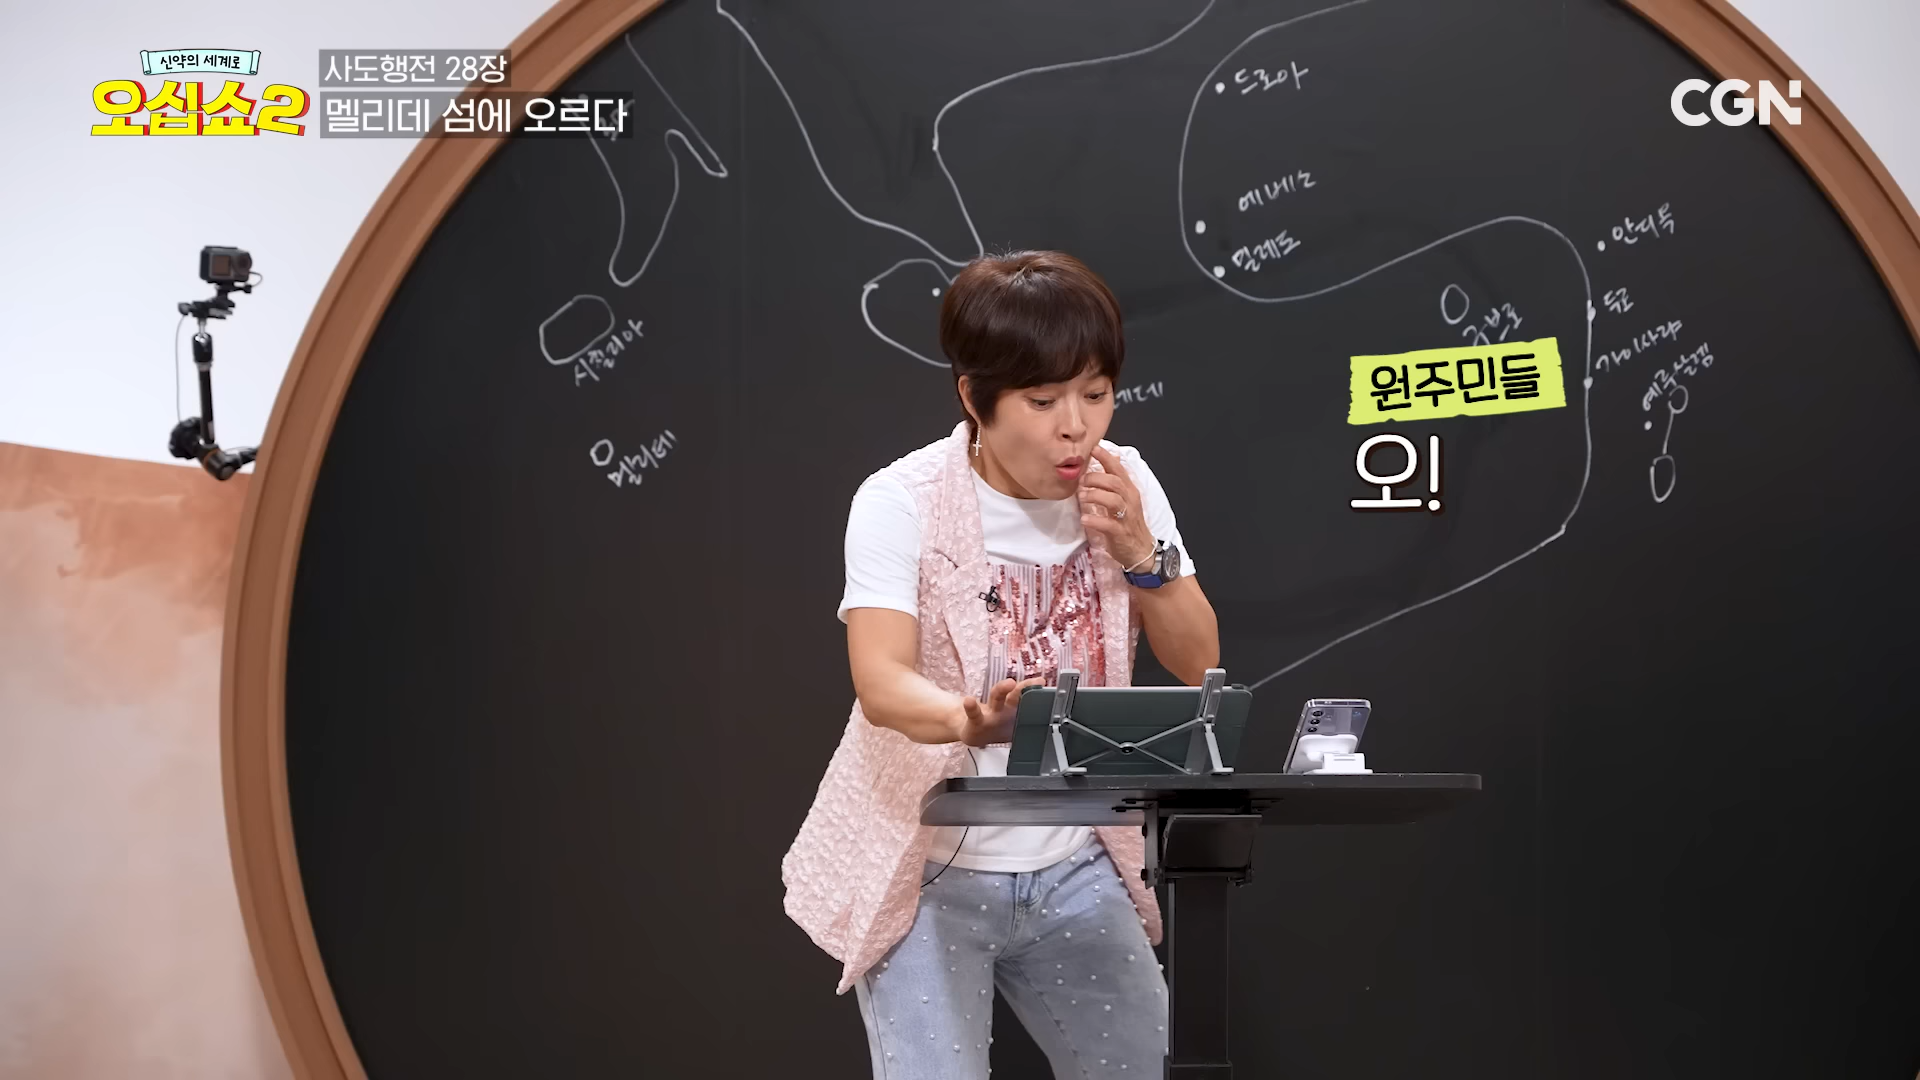 신약의 세계로
오십쇼2
사도행전 28장
멜리데 섬에 오르다
CGN
드로아
에베소
밀레도
안디옥
두로
구브로
가이사랴
예루살렘
시칠리아
멜리데
원주민들
오!